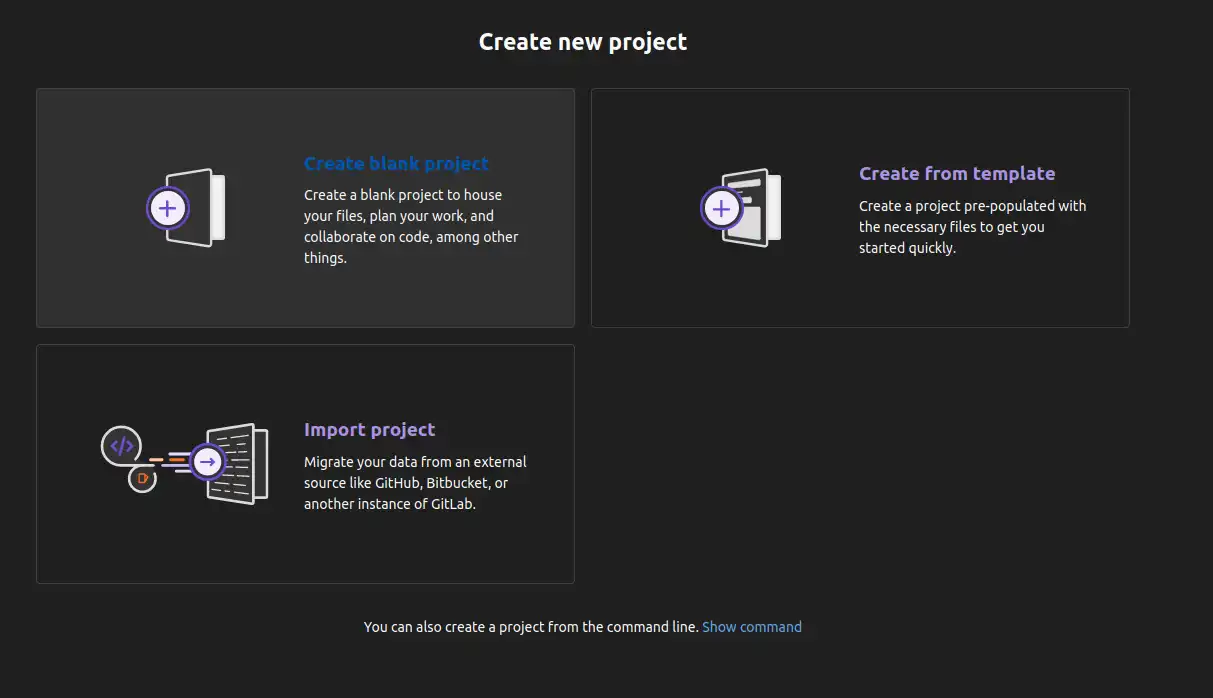 Create new project
Create blank project
Create a blank project to house
your files, plan your work, and
collaborate on code, among other
things.
Create from template
Create a project pre-populated with
the necessary files to get you
started quickly.
Import project
Migrate your data from an external
source like GitHub, Bitbucket, or
another instance of GitLab.
You can also create a project from the command line. Show command